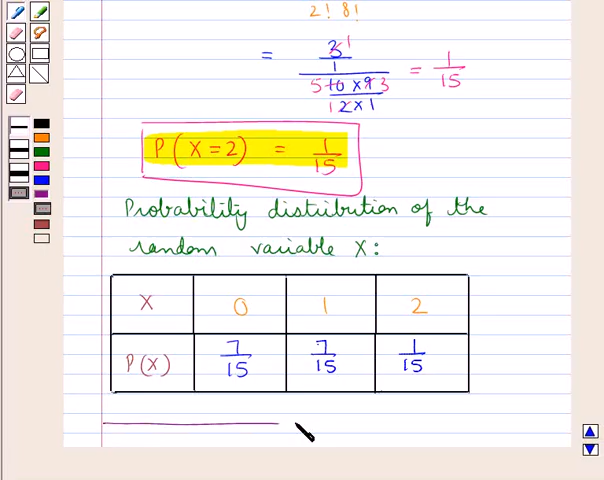 2! 8!
= 3 1
1
5 10 × 9 3
1 2 × 1
= 1/15
P(X=2) = 1/15
Probability distribution of the
random variable X:
X 0 1 2
P(X) 7/15 7/15 1/15